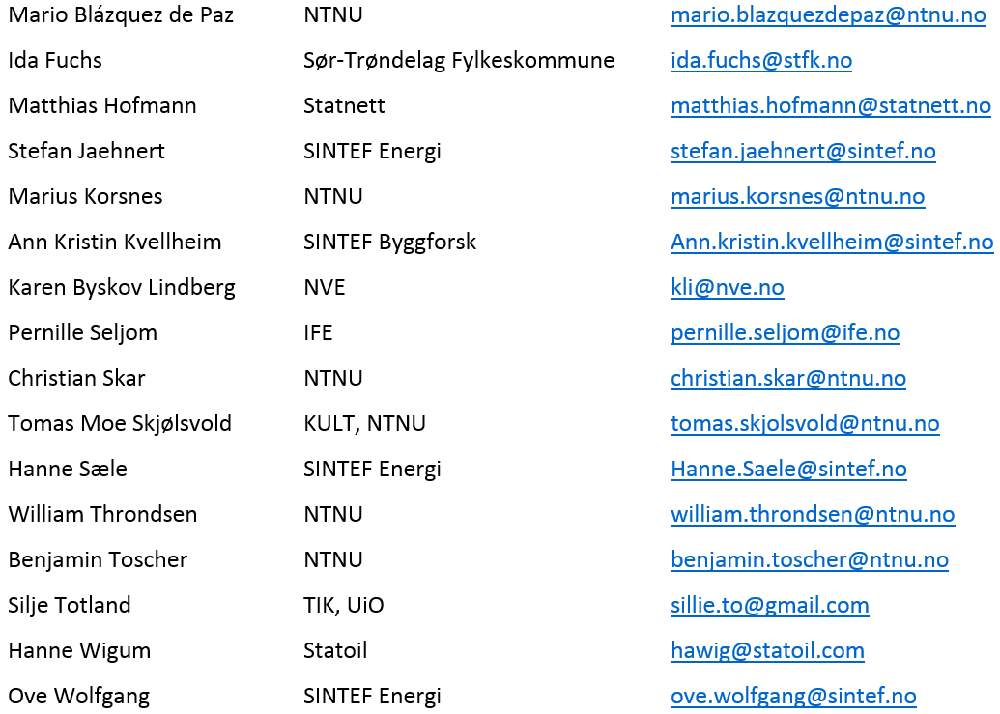 Mario Blázquez de Paz NTNU mario.blazquezdepaz@ntnu.no
Ida Fuchs Sør-Trøndelag Fylkeskommune ida.fuchs@stfk.no
Matthias Hofmann Statnett matthias.hofmann@statnett.no
Stefan Jaehnert SINTEF Energi stefan.jaehnert@sintef.no
Marius Korsnes NTNU marius.korsnes@ntnu.no
Ann Kristin Kvellheim SINTEF Byggforsk Ann.kristin.kvellheim@sintef.no
Karen Byskov Lindberg NVE kli@nve.no
Pernille Seljom IFE pernille.seljom@ife.no
Christian Skar NTNU christian.skar@ntnu.no
Tomas Moe Skjølsvold KULT, NTNU tomas.skjolsvold@ntnu.no
Hanne Sæle SINTEF Energi Hanne.Saele@sintef.no
William Throndsen NTNU william.throndsen@ntnu.no
Benjamin Toscher NTNU benjamin.toscher@ntnu.no
Silje Totland TIK, UiO sillie.to@gmail.com
Hanne Wigum Statoil hawig@statoil.com
Ove Wolfgang SINTEF Energi ove.wolfgang@sintef.no